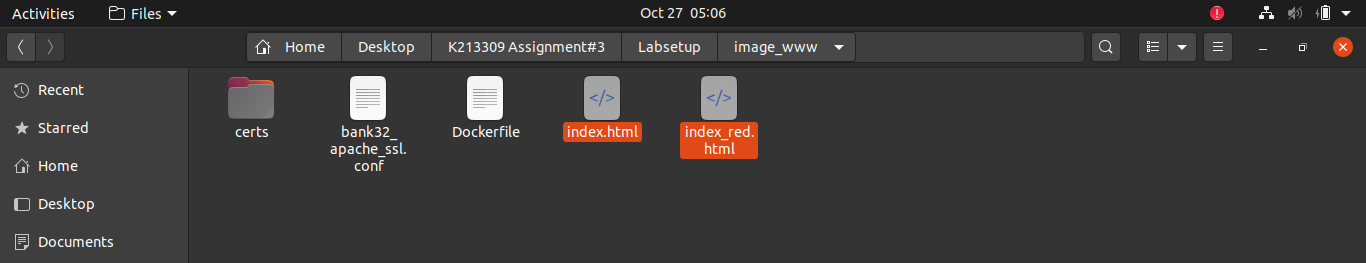 Activities Files Oct 27 05:06
Home Desktop K213309 Assignment#3 Labsetup image_www
Recent
Starred
Home
Desktop
Documents
certs
bank32_
apache_ssl.
conf
Dockerfile
index.html
index_red.
html